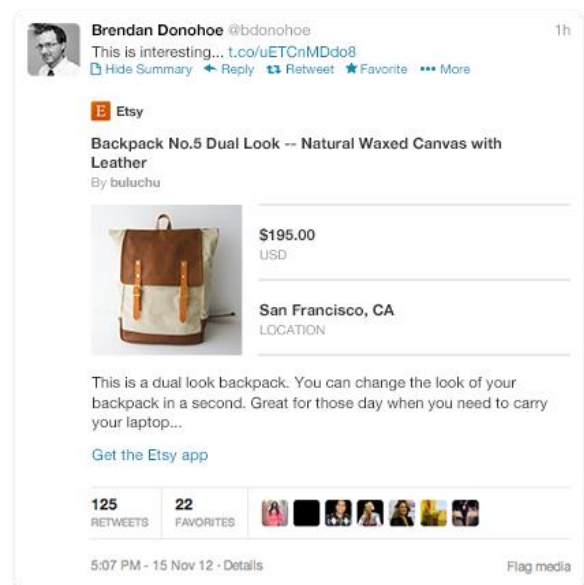 Brendan Donohoe @bdonohoe 1h
This is interesting... t.co/uETCnMDdo8
Hide Summary Reply Retweet Favorite More
E Etsy
Backpack No.5 Dual Look -- Natural Waxed Canvas with
Leather
By buluchu
$195.00
USD
San Francisco, CA
LOCATION
This is a dual look backpack. You can change the look of your
backpack in a second. Great for those day when you need to carry
your laptop...
Get the Etsy app
125 22
RETWEETS FAVORITES
5:07 PM - 15 Nov 12 · Details Flag media